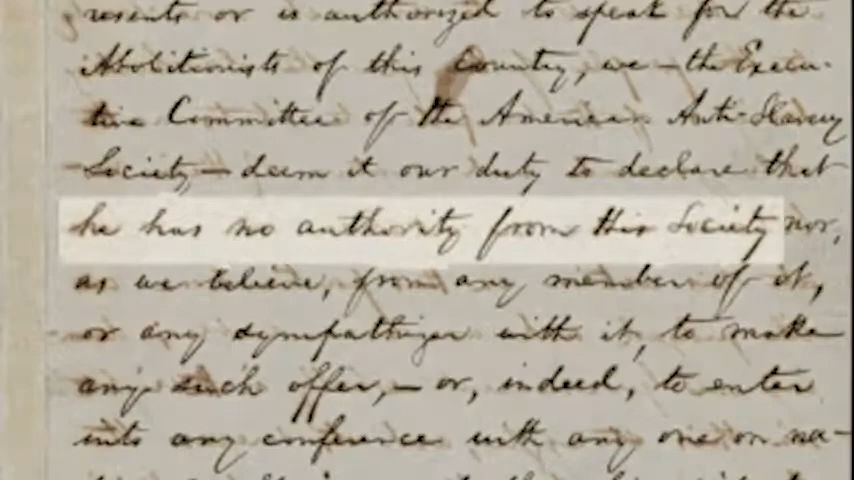 resents or is authorized to speak for the
Abolitionists of this Country, we — the Execu-
tive Committee of the American Anti-Slavery
Society — deem it our duty to declare that
he has no authority from this Society nor,
as we believe, from any member of it,
or any sympathizer with it, to make
any such offer, — or, indeed, to enter
into any conference with any one on na-